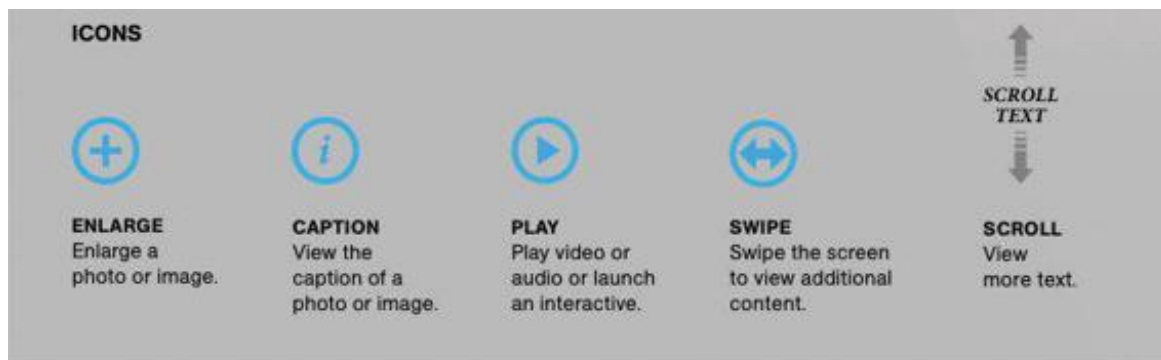 ICONS
SCROLL
TEXT
ENLARGE
Enlarge a
photo or image.
CAPTION
View the
caption of a
photo or image.
PLAY
Play video or
audio or launch
an interactive.
SWIPE
Swipe the screen
to view additional
content.
SCROLL
View
more text.